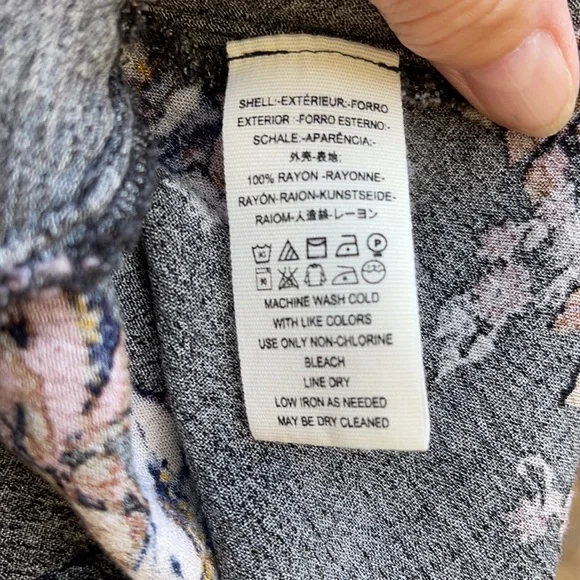 SHELL:-EXTÉRIEUR:-FORRO
EXTERIOR :-FORRO ESTERNO:-
SCHALE:-APARÊNCIA:-
外壳:-表地:
100% RAYON -RAYONNE-
RAYÓN-RAION-KUNSTSEIDE-
RAIOM-人造絲-レーヨン
P
MACHINE WASH COLD
WITH LIKE COLORS
USE ONLY NON-CHLORINE
BLEACH
LINE DRY
LOW IRON AS NEEDED
MAY BE DRY CLEANED